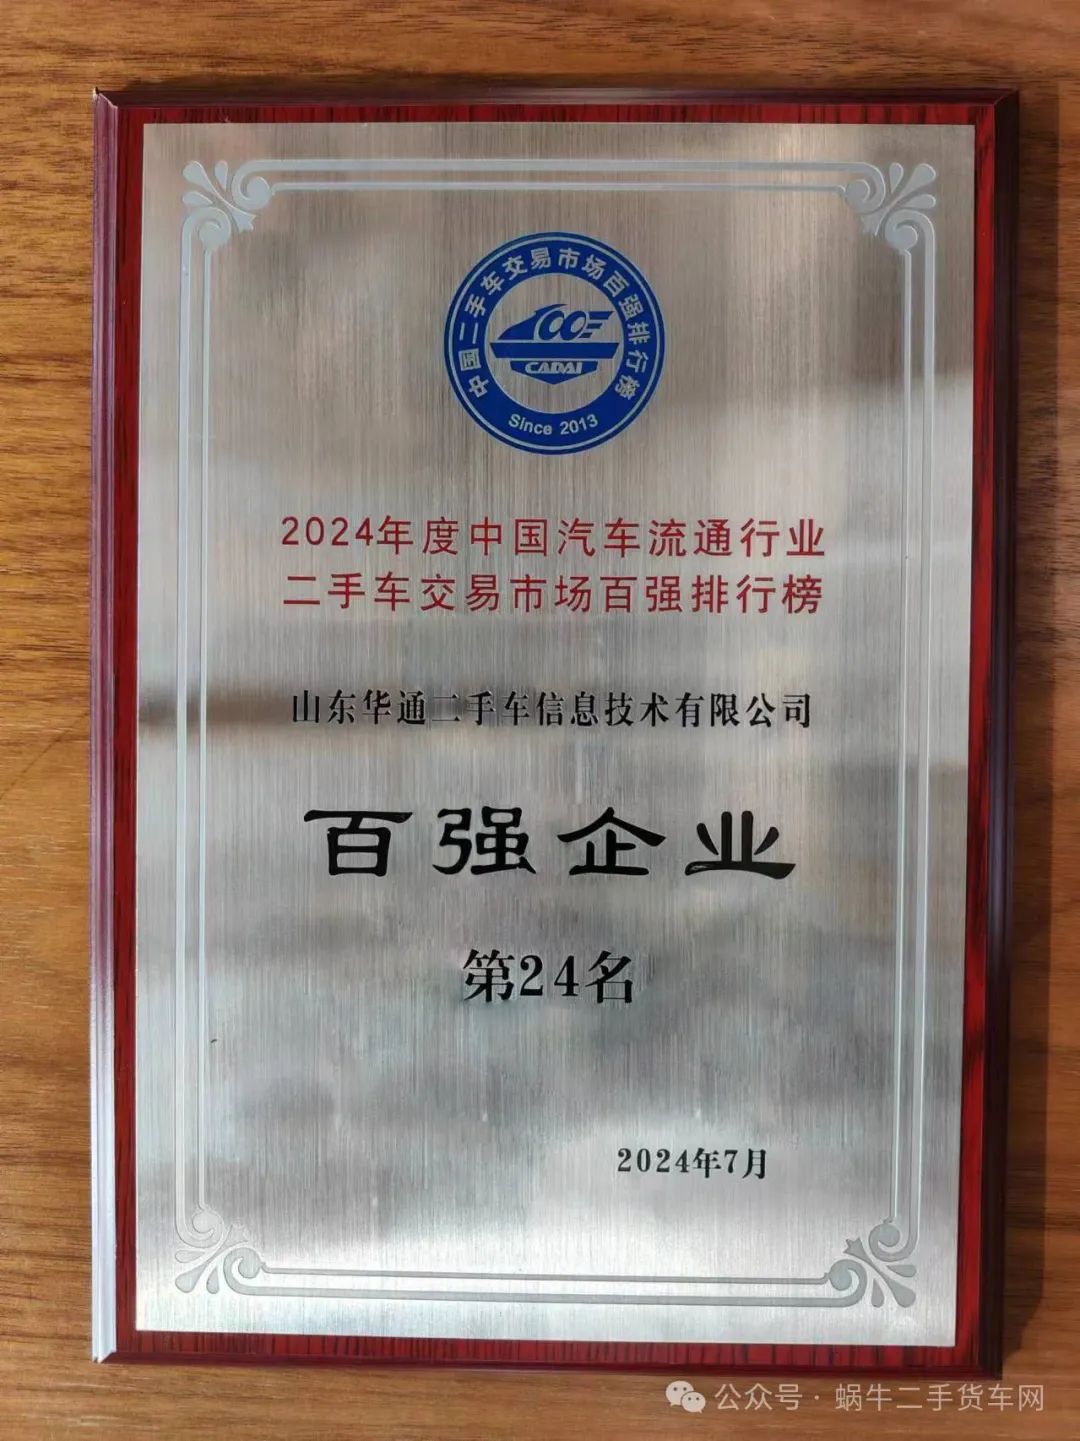 中国二手车交易市场百强排行榜
100
CADAI
Since 2013
2024年度中国汽车流通行业
二手车交易市场百强排行榜
山东华通二手车信息技术有限公司
百强企业
第24名
2024年7月
公众号 · 蜗牛二手货车网